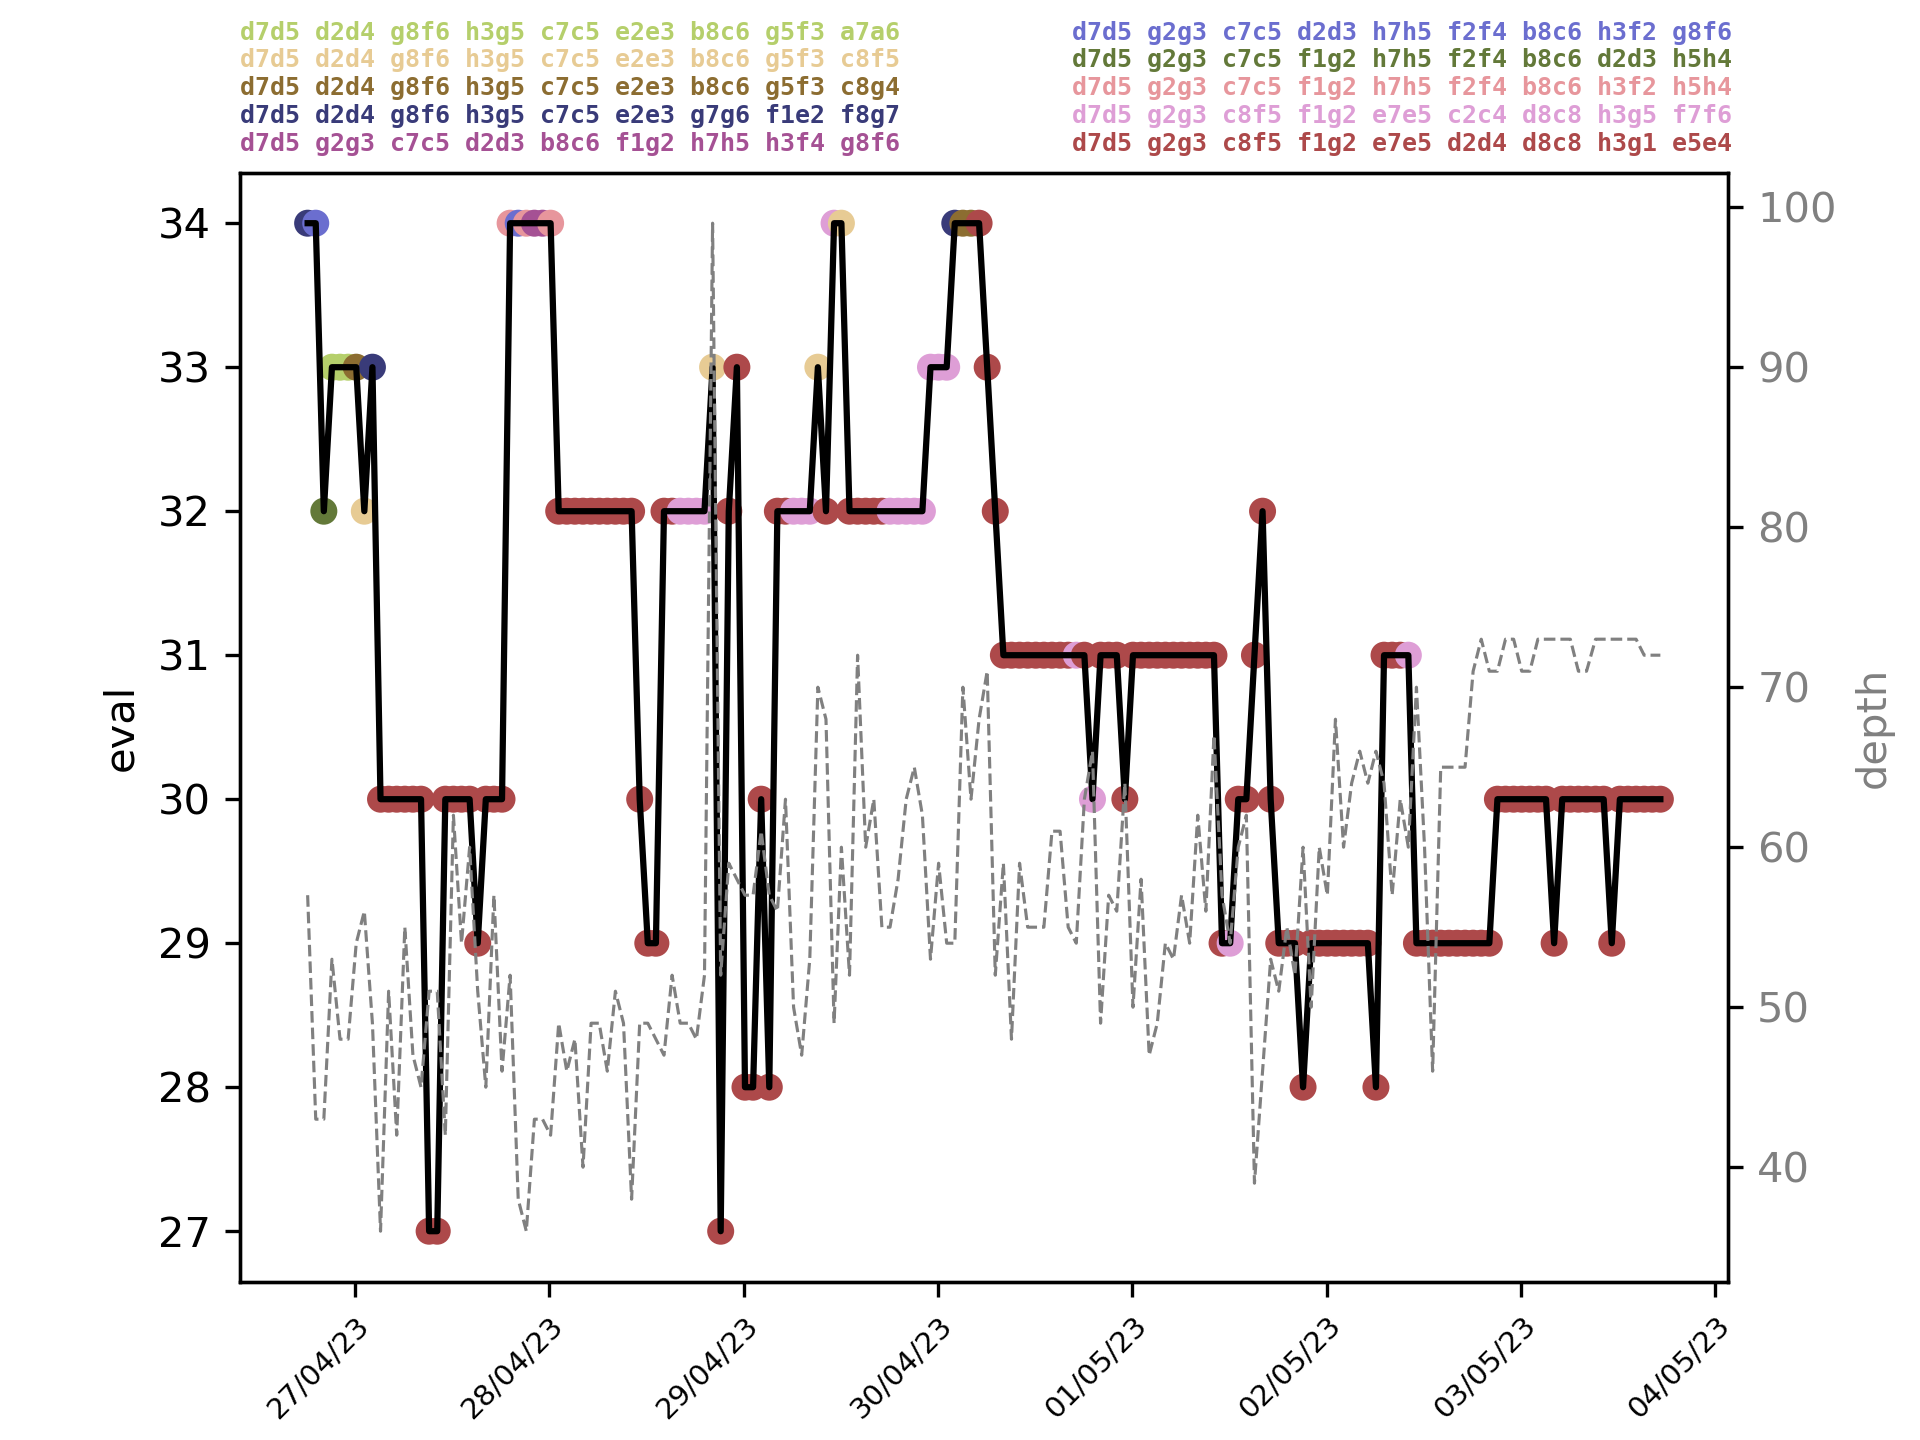 d7d5 d2d4 g8f6 h3g5 c7c5 e2e3 b8c6 g5f3 a7a6
d7d5 d2d4 g8f6 h3g5 c7c5 e2e3 b8c6 g5f3 c8f5
d7d5 d2d4 g8f6 h3g5 c7c5 e2e3 b8c6 g5f3 c8g4
d7d5 d2d4 g8f6 h3g5 c7c5 e2e3 g7g6 f1e2 f8g7
d7d5 g2g3 c7c5 d2d3 b8c6 f1g2 h7h5 h3f4 g8f6
d7d5 g2g3 c7c5 d2d3 h7h5 f2f4 b8c6 h3f2 g8f6
d7d5 g2g3 c7c5 f1g2 h7h5 f2f4 b8c6 d2d3 h5h4
d7d5 g2g3 c7c5 f1g2 h7h5 f2f4 b8c6 h3f2 h5h4
d7d5 g2g3 c8f5 f1g2 e7e5 c2c4 d8c8 h3g5 f7f6
d7d5 g2g3 c8f5 f1g2 e7e5 d2d4 d8c8 h3g1 e5e4
34
33
32
31
30
29
28
27
eval
100
90
80
70
60
50
40
depth
27/04/23
28/04/23
29/04/23
30/04/23
01/05/23
02/05/23
03/05/23
04/05/23